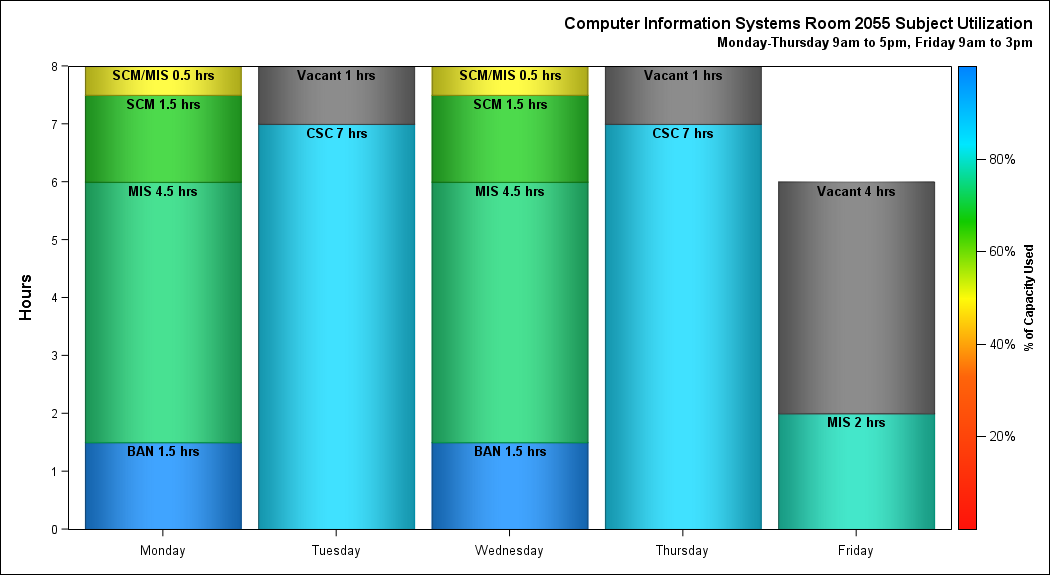 Computer Information Systems Room 2055 Subject Utilization
Monday-Thursday 9am to 5pm, Friday 9am to 3pm
Hours
8
7
6
5
4
3
2
1
0
SCM/MIS 0.5 hrs
SCM 1.5 hrs
MIS 4.5 hrs
BAN 1.5 hrs
Vacant 1 hrs
CSC 7 hrs
SCM/MIS 0.5 hrs
SCM 1.5 hrs
MIS 4.5 hrs
BAN 1.5 hrs
Vacant 1 hrs
CSC 7 hrs
Vacant 4 hrs
MIS 2 hrs
Monday
Tuesday
Wednesday
Thursday
Friday
80%
60%
40%
20%
% of Capacity Used